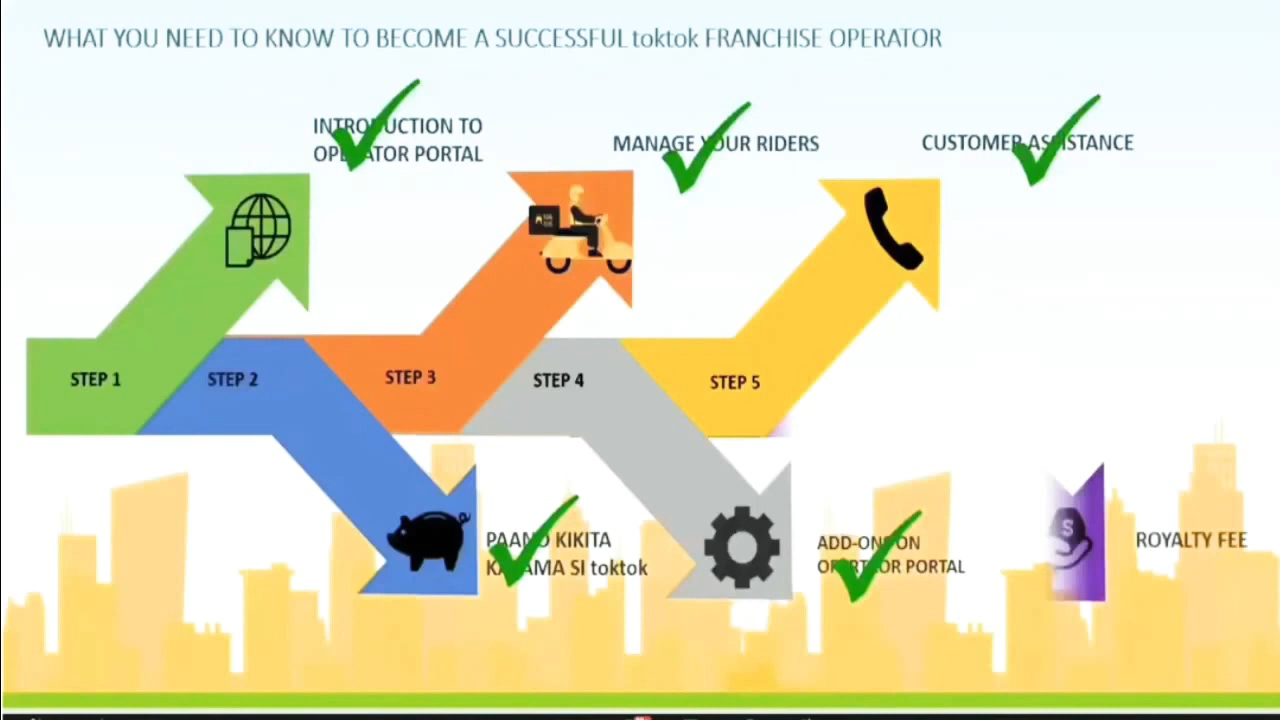 WHAT YOU NEED TO KNOW TO BECOME A SUCCESSFUL toktok FRANCHISE OPERATOR
INTRODUCTION TO
OPERATOR PORTAL
MANAGE YOUR RIDERS
CUSTOMER ASSISTANCE
STEP 1
STEP 2
STEP 3
STEP 4
STEP 5
PAANO KIKITA
KASAMA SI toktok
ADD-ONS ON
OPERATOR PORTAL
$
ROYALTY FEE